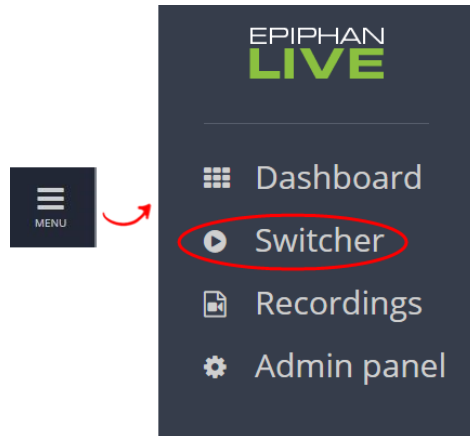 EPIPHAN
LIVE
MENU
Dashboard
Switcher
Recordings
Admin panel